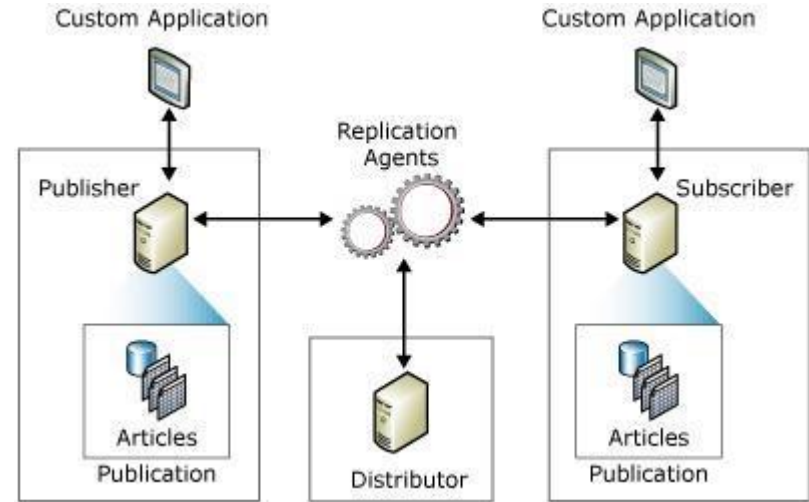 Custom Application
Custom Application
Replication
Agents
Publisher
Subscriber
Articles
Publication
Distributor
Articles
Publication